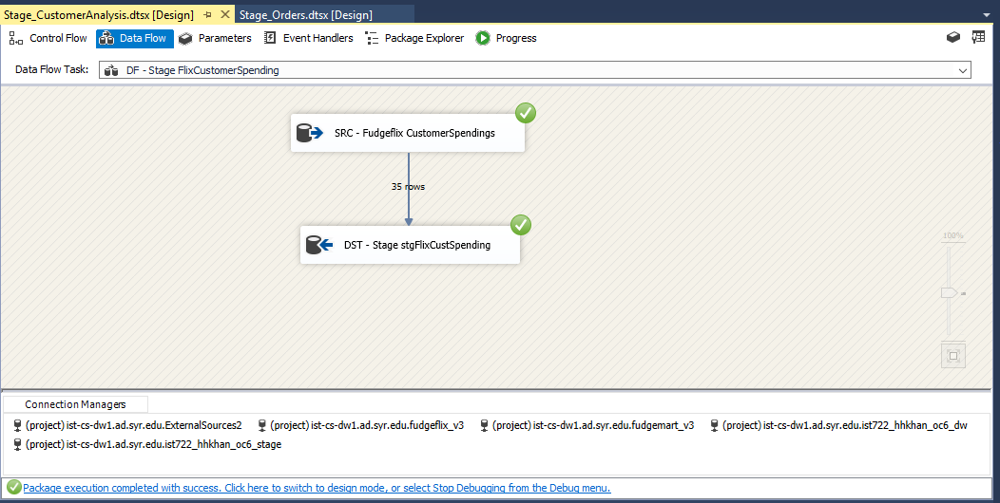 Stage_CustomerAnalysis.dtsx [Design] Stage_Orders.dtsx [Design]
Control Flow Data Flow Parameters Event Handlers Package Explorer Progress
Data Flow Task: DF - Stage FlixCustomerSpending
SRC - Fudgeflix CustomerSpendings
35 rows
DST - Stage stgFlixCustSpending
100%
Connection Managers
(project) ist-cs-dw1.ad.syr.edu.ExternalSources2 (project) ist-cs-dw1.ad.syr.edu.fudgeflix_v3 (project) ist-cs-dw1.ad.syr.edu.fudgemart_v3 (project) ist-cs-dw1.ad.syr.edu.ist722_hhkhan_oc6_dw
(project) ist-cs-dw1.ad.syr.edu.ist722_hhkhan_oc6_stage
Package execution completed with success. Click here to switch to design mode, or select Stop Debugging from the Debug menu.